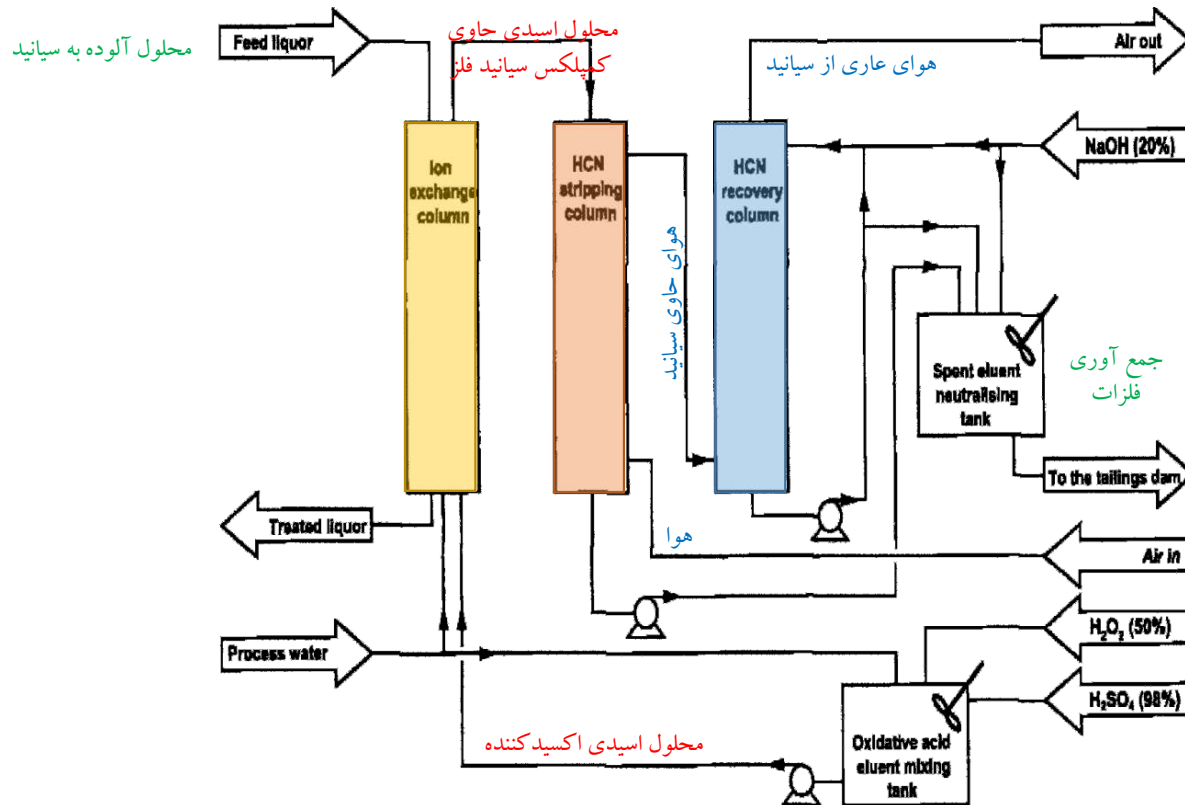 محلول آلوده به سیانید
Feed liquor
محلول اسیدی حاوی
کمپلکس سیانید فلز
هوای عاری از سیانید
Air out
NaOH (20%)
Ion
exchange
column
HCN
stripping
column
HCN
recovery
column
هوای حاوی سیانید
Spent eluent
neutralising
tank
جمع آوری
فلزات
To the tailings dam
Treated liquor
هوا
Air in
Process water
H₂O₂ (50%)
H₂SO₄ (98%)
محلول اسیدی اکسیدکننده
Oxidative acid
eluent mixing
tank